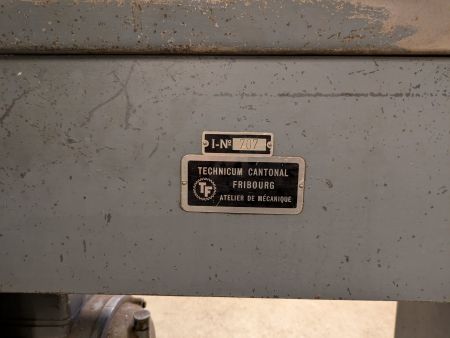 I-Nº 707
TECHNICUM CANTONAL
FRIBOURG
TF
ATELIER DE MÉCANIQUE